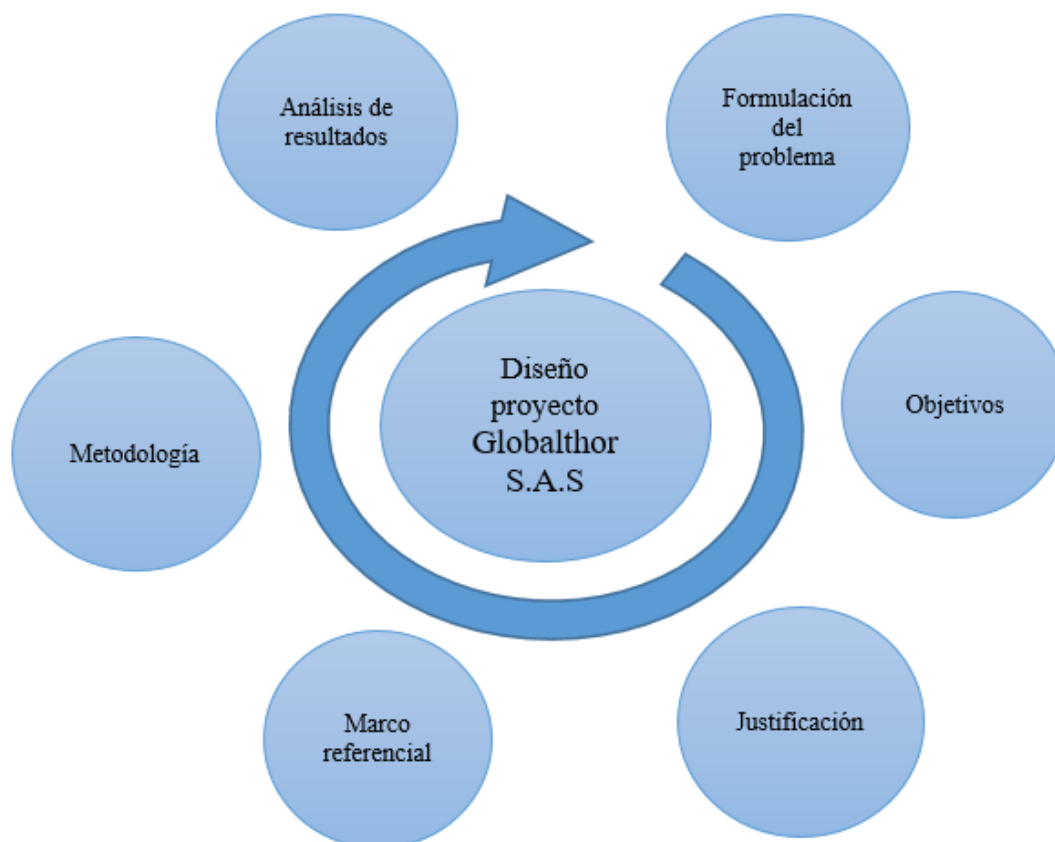 Análisis de
resultados
Formulación
del
problema
Diseño
proyecto
Globalthor
S.A.S
Objetivos
Metodología
Marco
referencial
Justificación